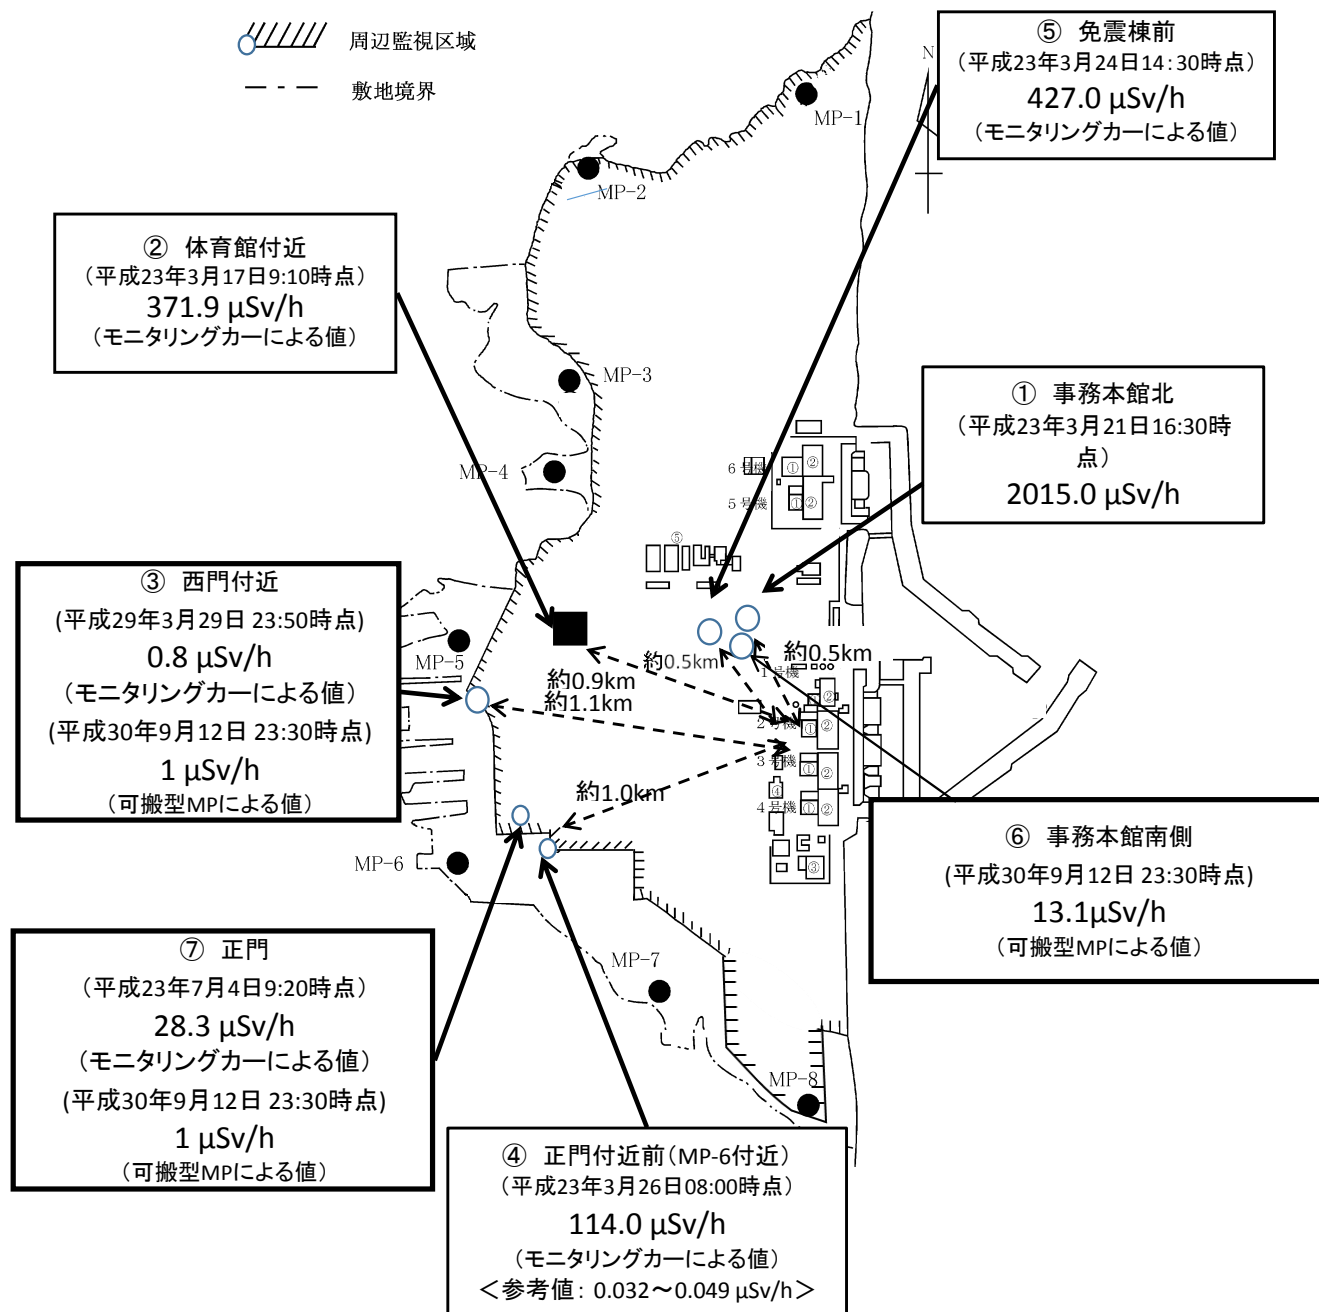 周辺監視区域
敷地境界
⑤ 免震棟前
(平成23年3月24日14:30時点)
427.0 μSv/h
(モニタリングカーによる値)
N
MP-1
MP-2
② 体育館付近
(平成23年3月17日9:10時点)
371.9 μSv/h
(モニタリングカーによる値)
MP-3
① 事務本館北
(平成23年3月21日16:30時
点)
2015.0 μSv/h
MP-4
6号機
①
②
5号機
①
②
⑤
③ 西門付近
(平成29年3月29日 23:50時点)
0.8 μSv/h
(モニタリングカーによる値)
(平成30年9月12日 23:30時点)
1 μSv/h
(可搬型MPによる値)
MP-5
約0.9km
約1.1km
約0.5km
約0.5km
1号機
②
2号機
①
②
3号機
①
②
④
4号機
①
②
③
約1.0km
MP-6
⑥ 事務本館南側
(平成30年9月12日 23:30時点)
13.1μSv/h
(可搬型MPによる値)
⑦ 正門
(平成23年7月4日9:20時点)
28.3 μSv/h
(モニタリングカーによる値)
(平成30年9月12日 23:30時点)
1 μSv/h
(可搬型MPによる値)
MP-7
MP-8
④ 正門付近前(MP-6付近)
(平成23年3月26日08:00時点)
114.0 μSv/h
(モニタリングカーによる値)
<参考値: 0.032~0.049 μSv/h>